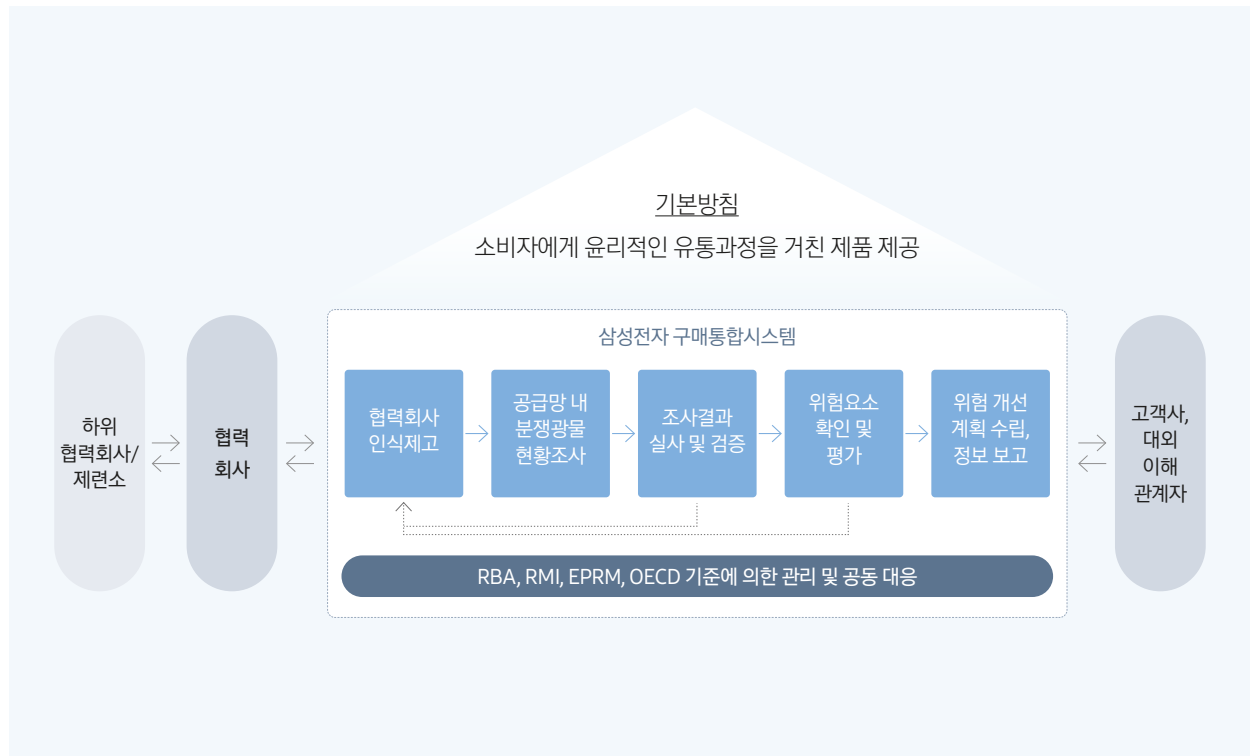 기본방침
소비자에게 윤리적인 유통과정을 거친 제품 제공
하위
협력회사/
제련소
협력
회사
삼성전자 구매통합시스템
협력회사
인식제고
공급망 내
분쟁광물
현황조사
조사결과
실사 및 검증
위험요소
확인 및
평가
위험 개선
계획 수립,
정보 보고
RBA, RMI, EPRM, OECD 기준에 의한 관리 및 공동 대응
고객사,
대외
이해
관계자